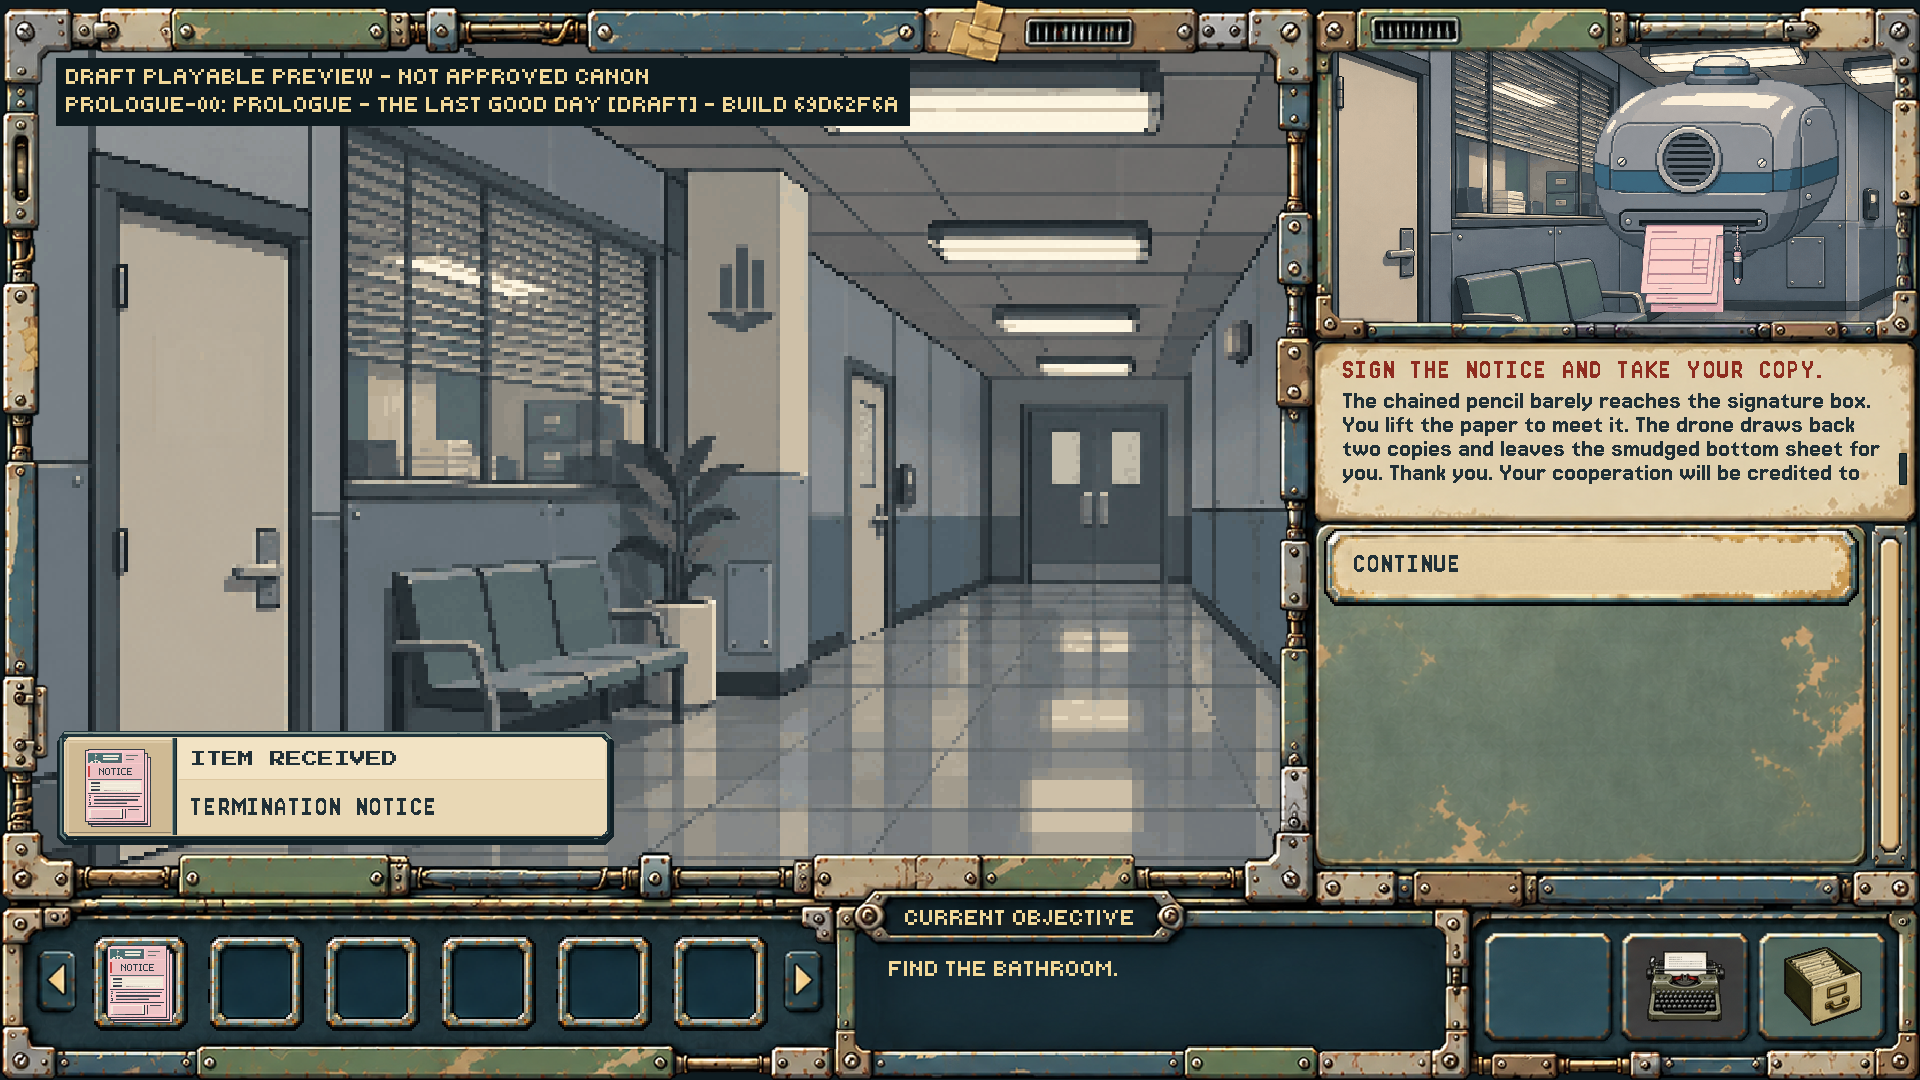 DRAFT PLAYABLE PREVIEW - NOT APPROVED CANON
PROLOGUE-00: PROLOGUE - THE LAST GOOD DAY [DRAFT] - BUILD 69D62F6A
SIGN THE NOTICE AND TAKE YOUR COPY.
The chained pencil barely reaches the signature box.
You lift the paper to meet it. The drone draws back
two copies and leaves the smudged bottom sheet for
you. Thank you. Your cooperation will be credited to
CONTINUE
NOTICE
ITEM RECEIVED
TERMINATION NOTICE
NOTICE
CURRENT OBJECTIVE
FIND THE BATHROOM.